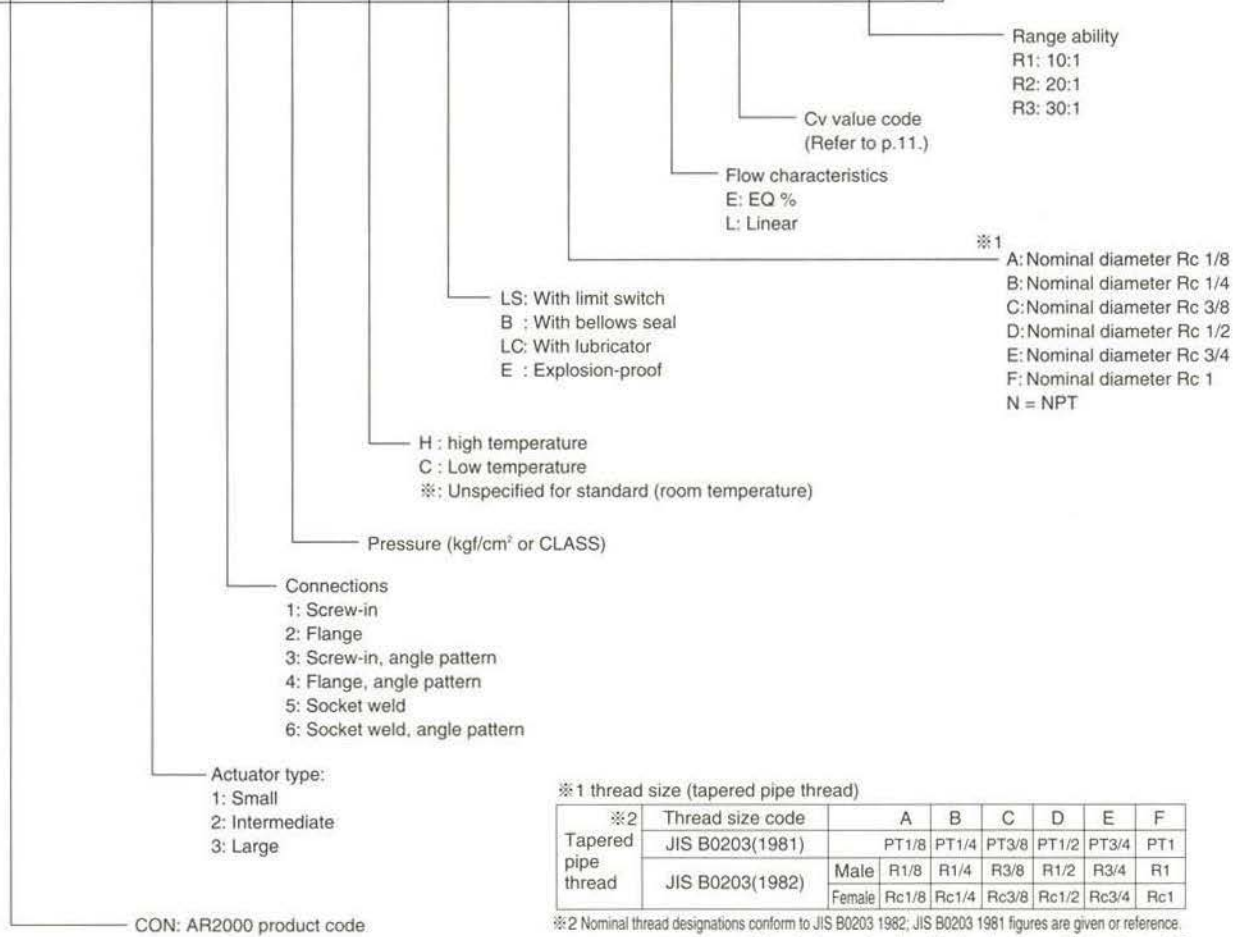 Range ability
R1: 10:1
R2: 20:1
R3: 30:1
Cv value code
(Refer to p.11.)
Flow characteristics
E: EQ %
L: Linear
※1
A: Nominal diameter Rc 1/8
B: Nominal diameter Rc 1/4
C: Nominal diameter Rc 3/8
D: Nominal diameter Rc 1/2
E: Nominal diameter Rc 3/4
F: Nominal diameter Rc 1
N = NPT
LS: With limit switch
B : With bellows seal
LC: With lubricator
E : Explosion-proof
H : high temperature
C : Low temperature
※: Unspecified for standard (room temperature)
Pressure (kgf/cm² or CLASS)
Connections
1: Screw-in
2: Flange
3: Screw-in, angle pattern
4: Flange, angle pattern
5: Socket weld
6: Socket weld, angle pattern
Actuator type:
1: Small
2: Intermediate
3: Large
CON: AR2000 product code
※1 thread size (tapered pipe thread)
※2 Tapered pipe thread
Thread size code A B C D E F
JIS B0203(1981) PT1/8 PT1/4 PT3/8 PT1/2 PT3/4 PT1
JIS B0203(1982) Male R1/8 R1/4 R3/8 R1/2 R3/4 R1
Female Rc1/8 Rc1/4 Rc3/8 Rc1/2 Rc3/4 Rc1
※2 Nominal thread designations conform to JIS B0203 1982; JIS B0203 1981 figures are given or reference.